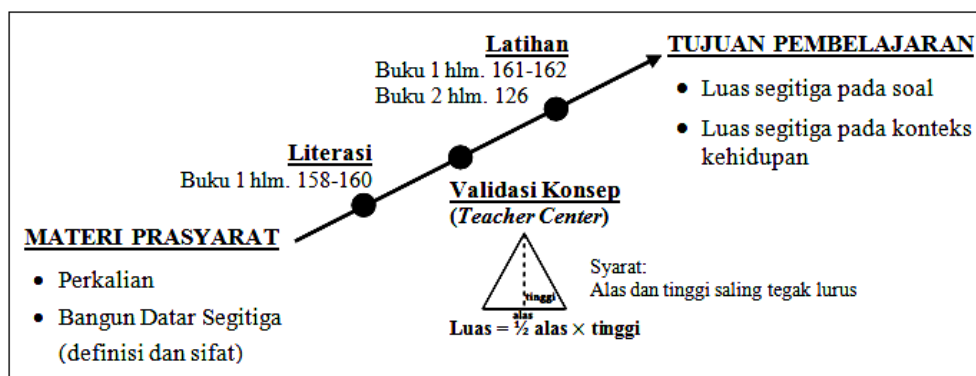 MATERI PRASYARAT
• Perkalian
• Bangun Datar Segitiga
(definisi dan sifat)
Literasi
Buku 1 hlm. 158-160
Validasi Konsep
(Teacher Center)
tinggi
alas
Luas = ½ alas × tinggi
Syarat:
Alas dan tinggi saling tegak lurus
Latihan
Buku 1 hlm. 161-162
Buku 2 hlm. 126
TUJUAN PEMBELAJARAN
• Luas segitiga pada soal
• Luas segitiga pada konteks
kehidupan